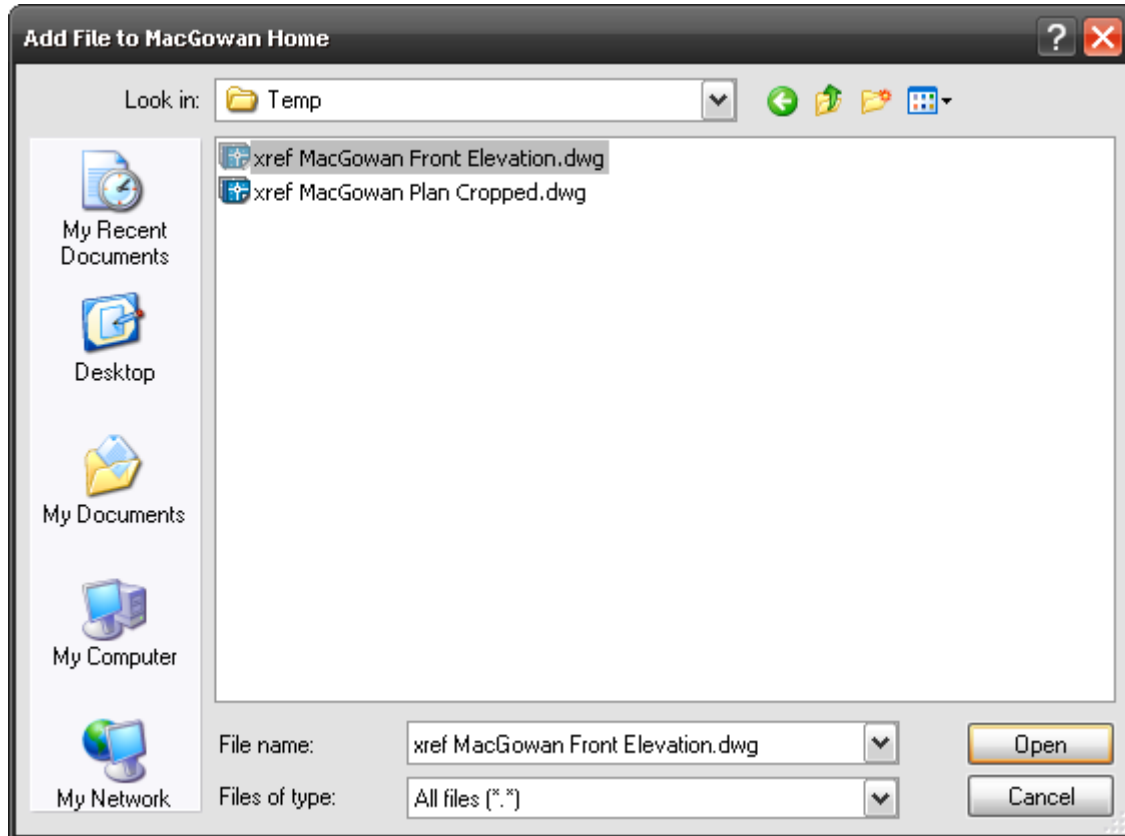 Add File to MacGowan Home
Look in: Temp
xref MacGowan Front Elevation.dwg
xref MacGowan Plan Cropped.dwg
My Recent
Documents
Desktop
My Documents
My Computer
My Network
File name: xref MacGowan Front Elevation.dwg Open
Files of type: All files (*.*) Cancel